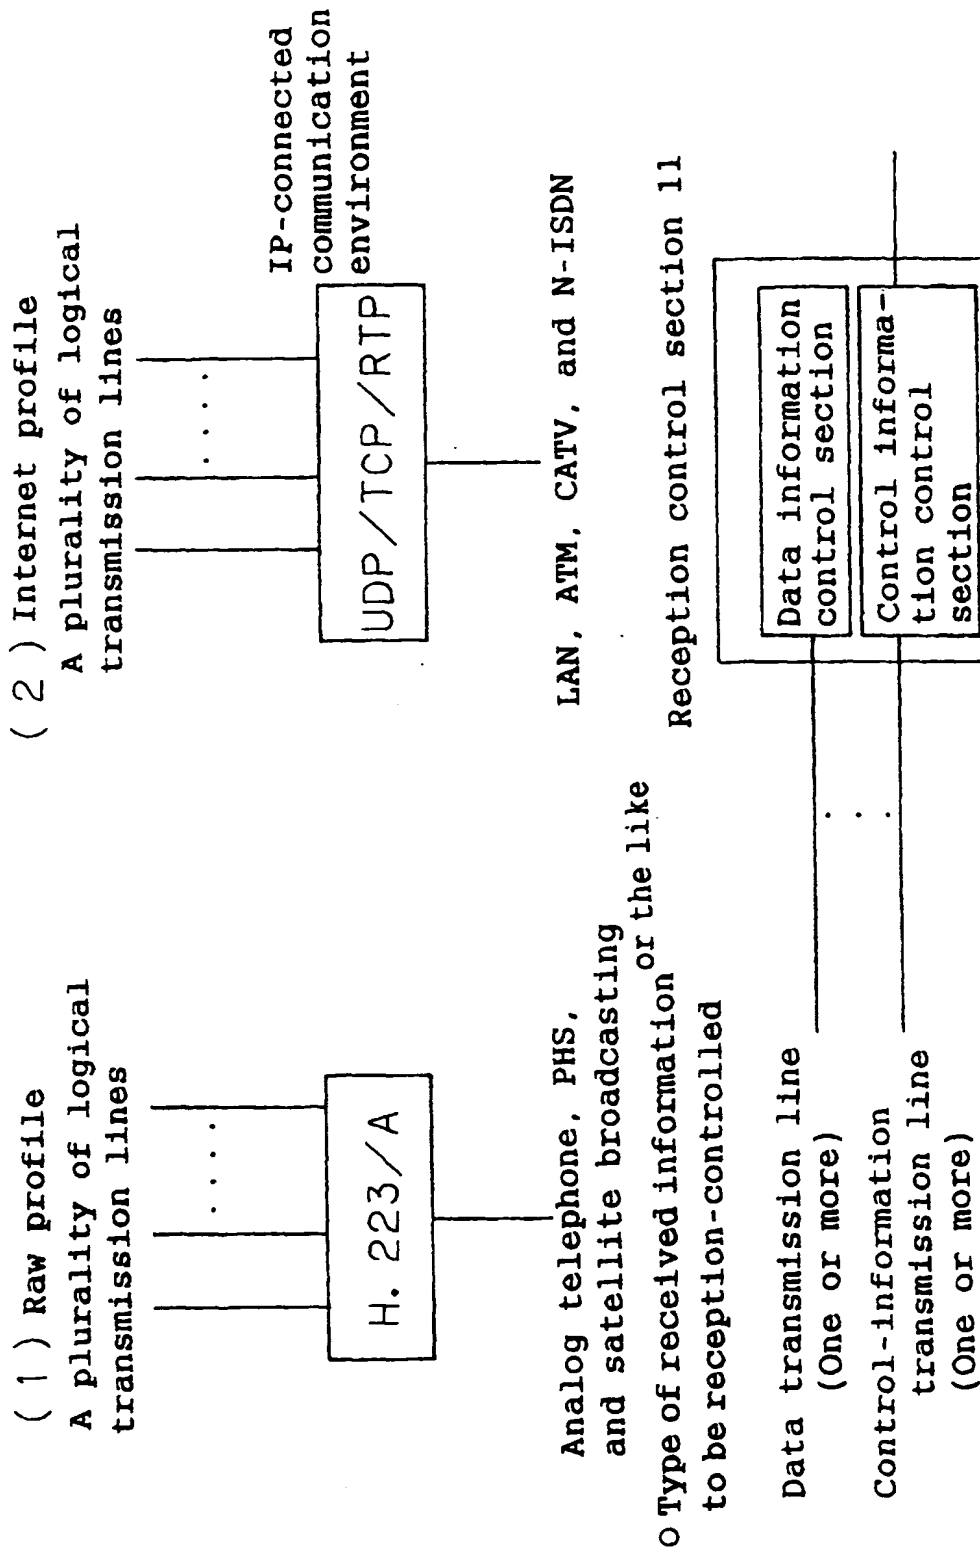 ( 1 ) Raw profile
A plurality of logical
transmission lines
H. 223/A
Analog telephone, PHS,
and satellite broadcasting
or the like
( 2 ) Internet profile
A plurality of logical
transmission lines
IP-connected
communication
environment
UDP/TCP/RTP
LAN, ATM, CATV, and N-ISDN
o Type of received information
to be reception-controlled
Reception control section 11
Data transmission line
(One or more)
Data information
control section
Control-information
transmission line
(One or more)
Control informa-
tion control
section